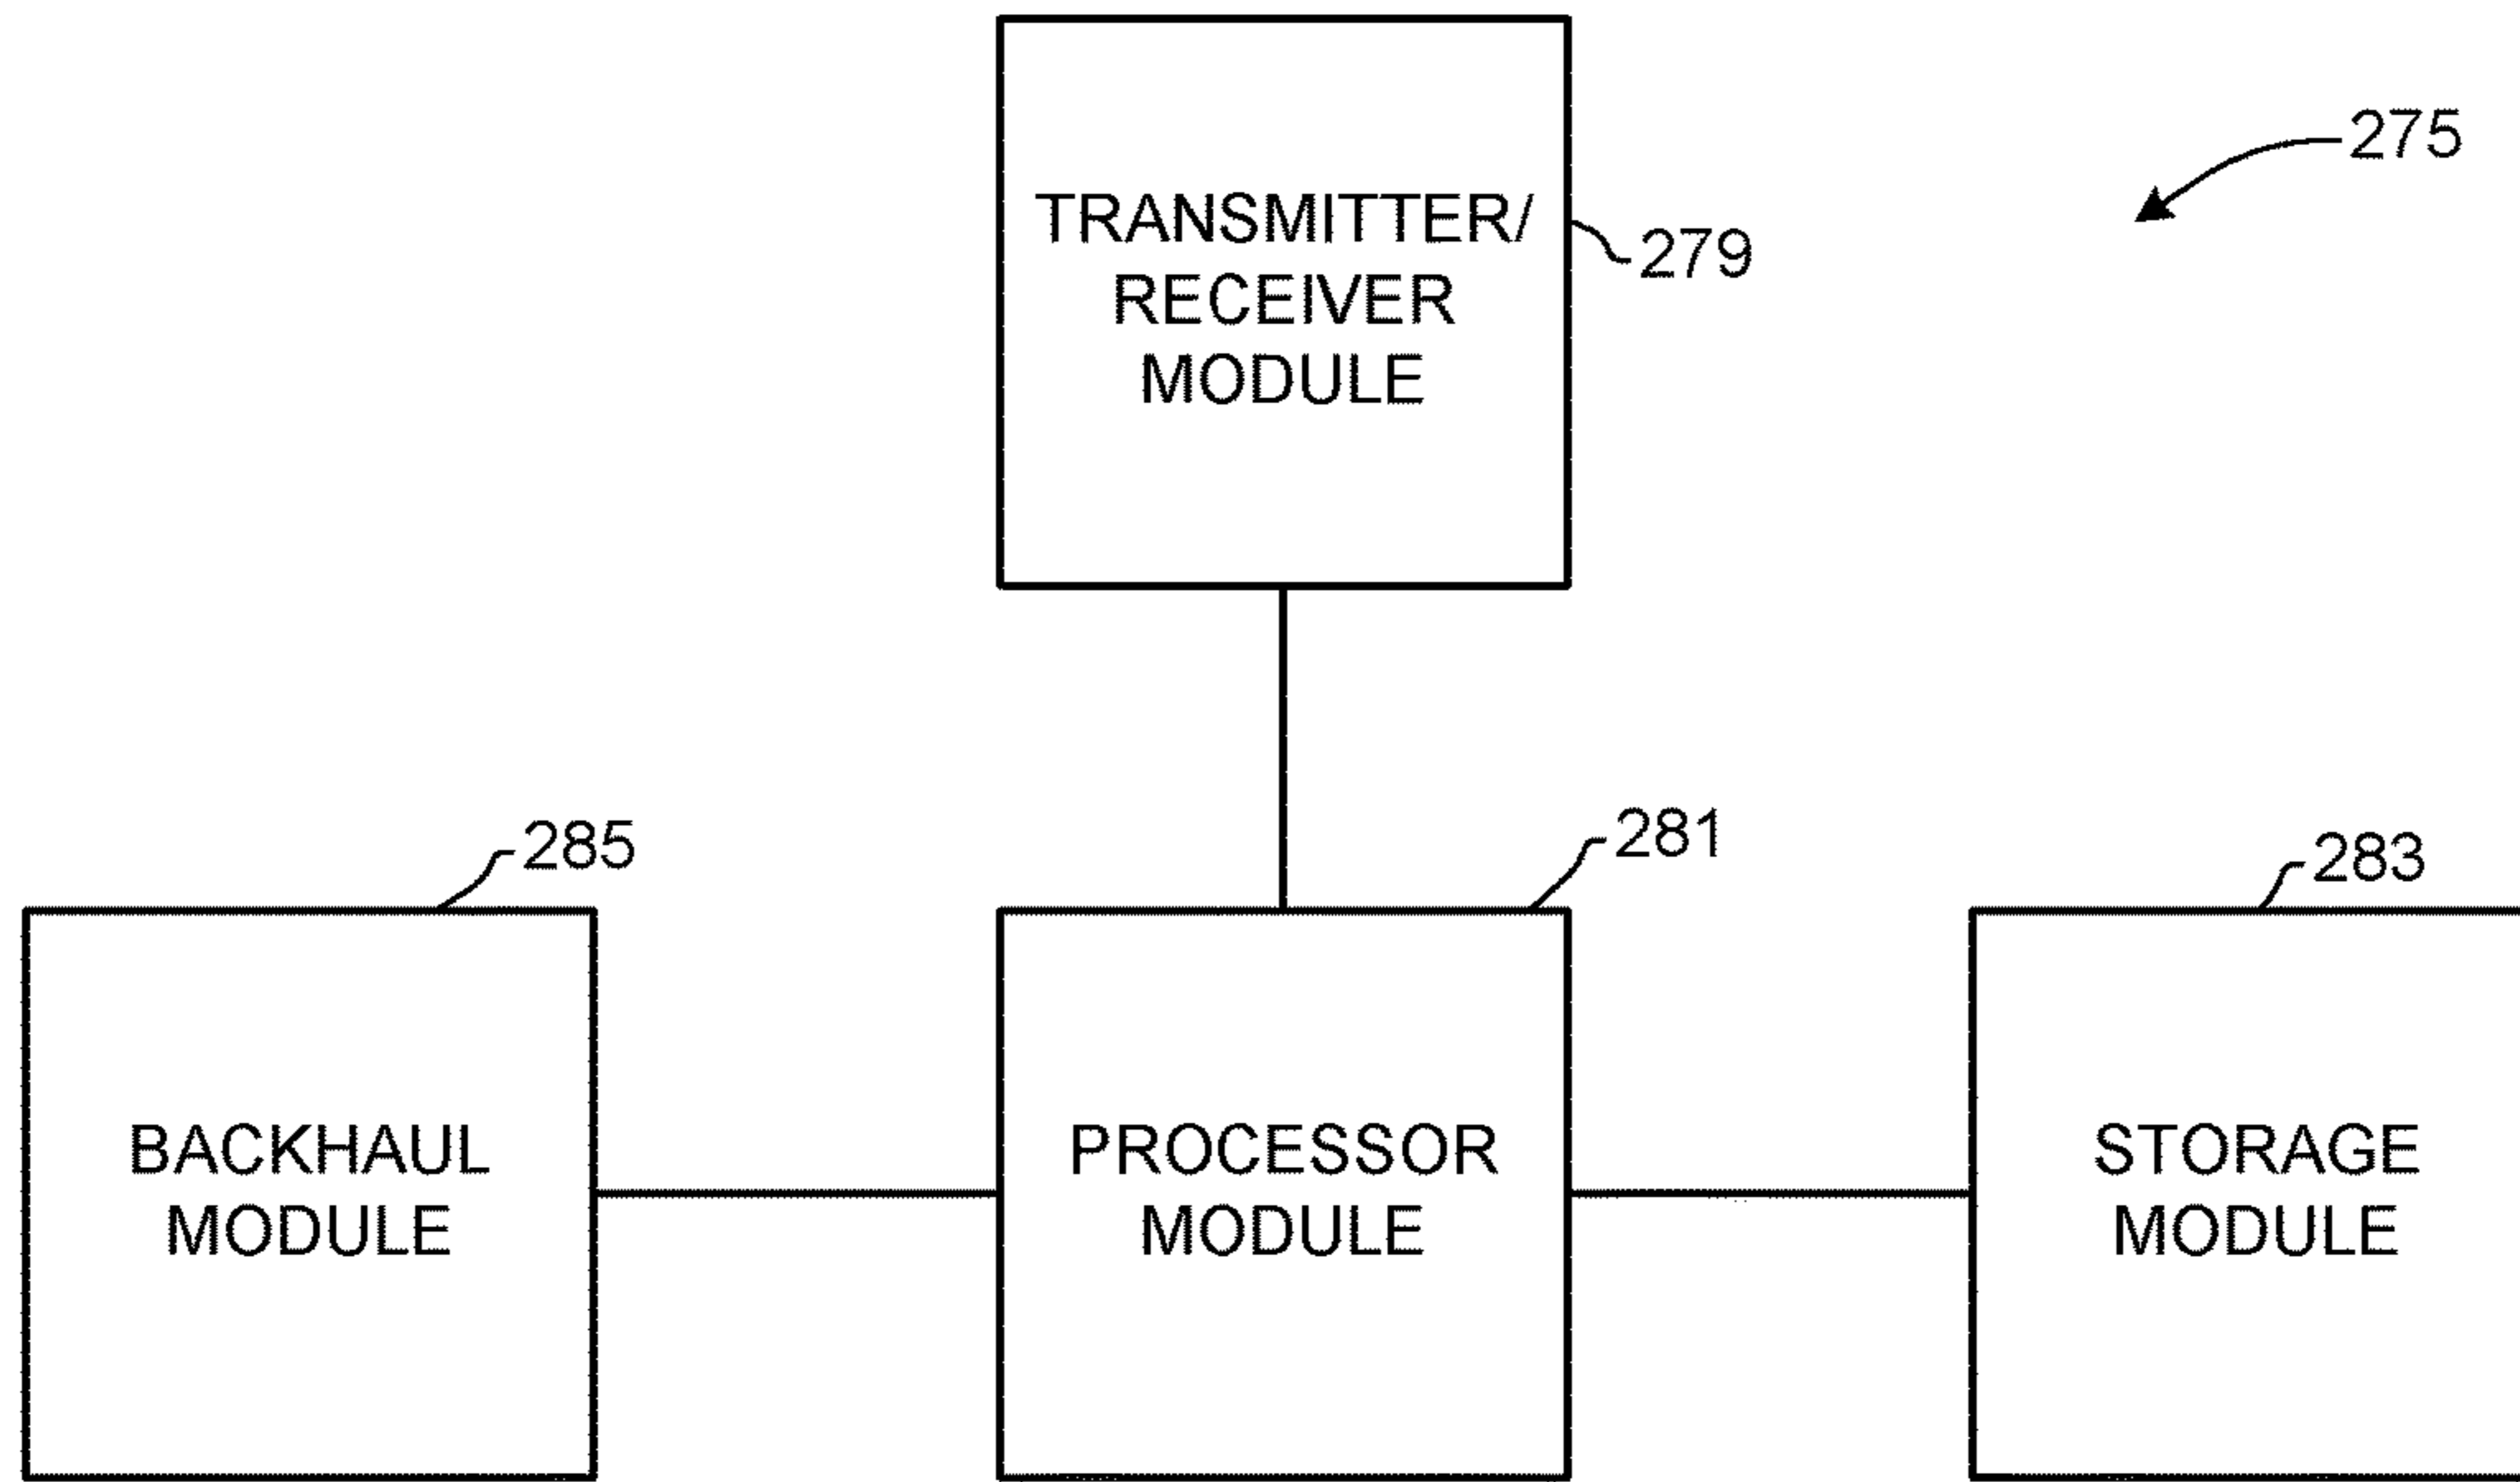 275
TRANSMITTER/
RECEIVER
MODULE
279
285
281
283
BACKHAUL
MODULE
PROCESSOR
MODULE
STORAGE
MODULE